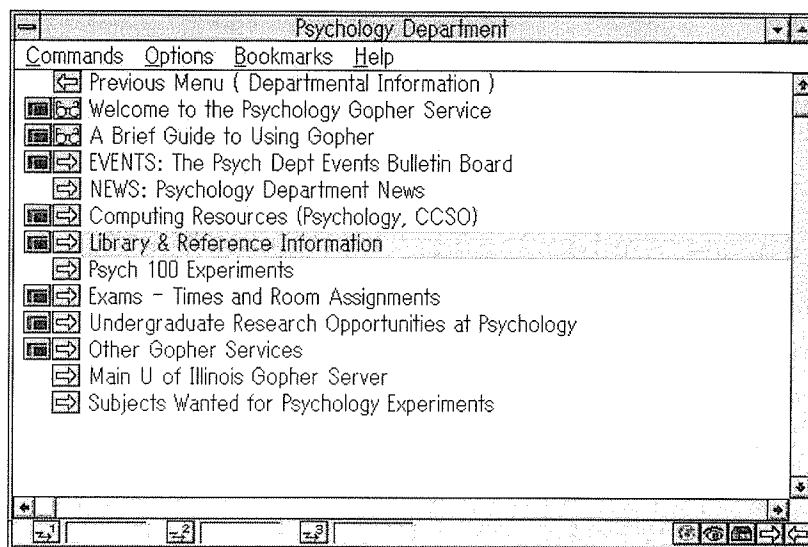 Psychology Department
Commands Options Bookmarks Help
Previous Menu ( Departmental Information )
Welcome to the Psychology Gopher Service
A Brief Guide to Using Gopher
EVENTS: The Psych Dept Events Bulletin Board
NEWS: Psychology Department News
Computing Resources (Psychology, CCSO)
Library & Reference Information
Psych 100 Experiments
Exams - Times and Room Assignments
Undergraduate Research Opportunities at Psychology
Other Gopher Services
Main U of Illinois Gopher Server
Subjects Wanted for Psychology Experiments
1 2 3